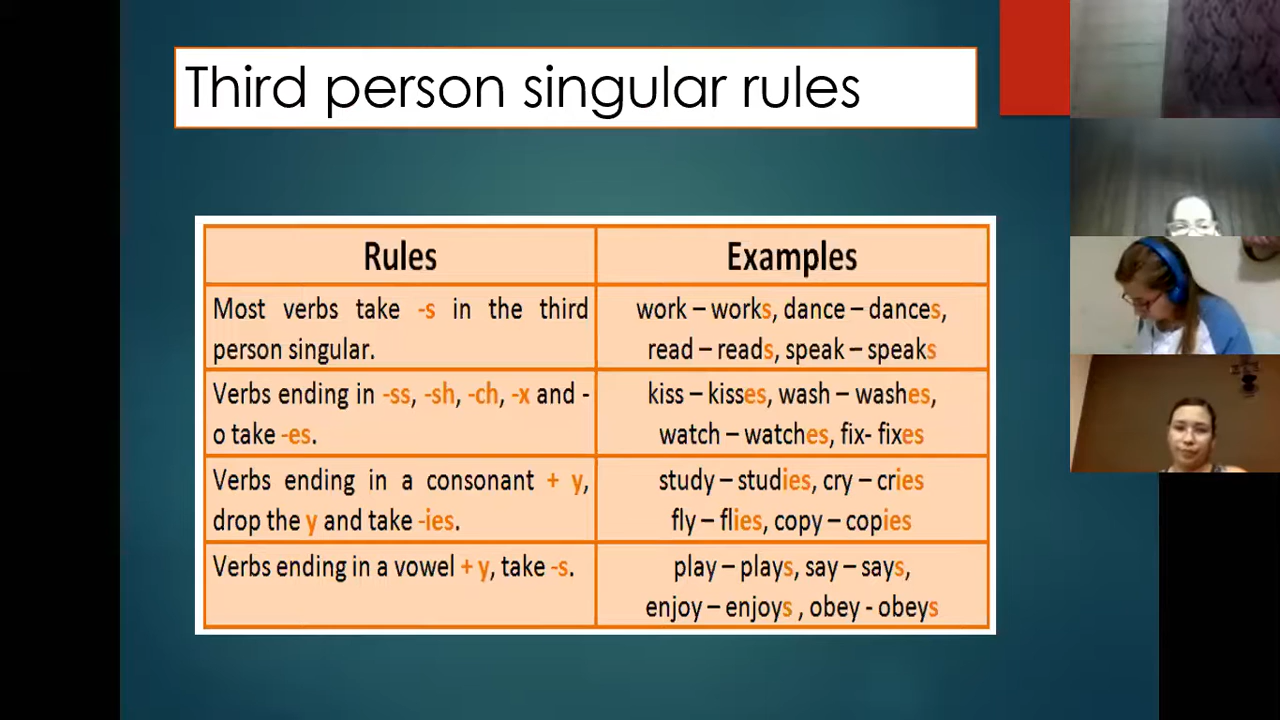 Third person singular rules
Rules
Examples
Most verbs take -s in the third
person singular.
work – works, dance – dances,
read – reads, speak – speaks
Verbs ending in -ss, -sh, -ch, -x and -
o take -es.
kiss – kisses, wash – washes,
watch – watches, fix- fixes
Verbs ending in a consonant + y,
drop the y and take -ies.
study – studies, cry – cries
fly – flies, copy – copies
Verbs ending in a vowel + y, take -s.
play – plays, say – says,
enjoy – enjoys , obey - obeys